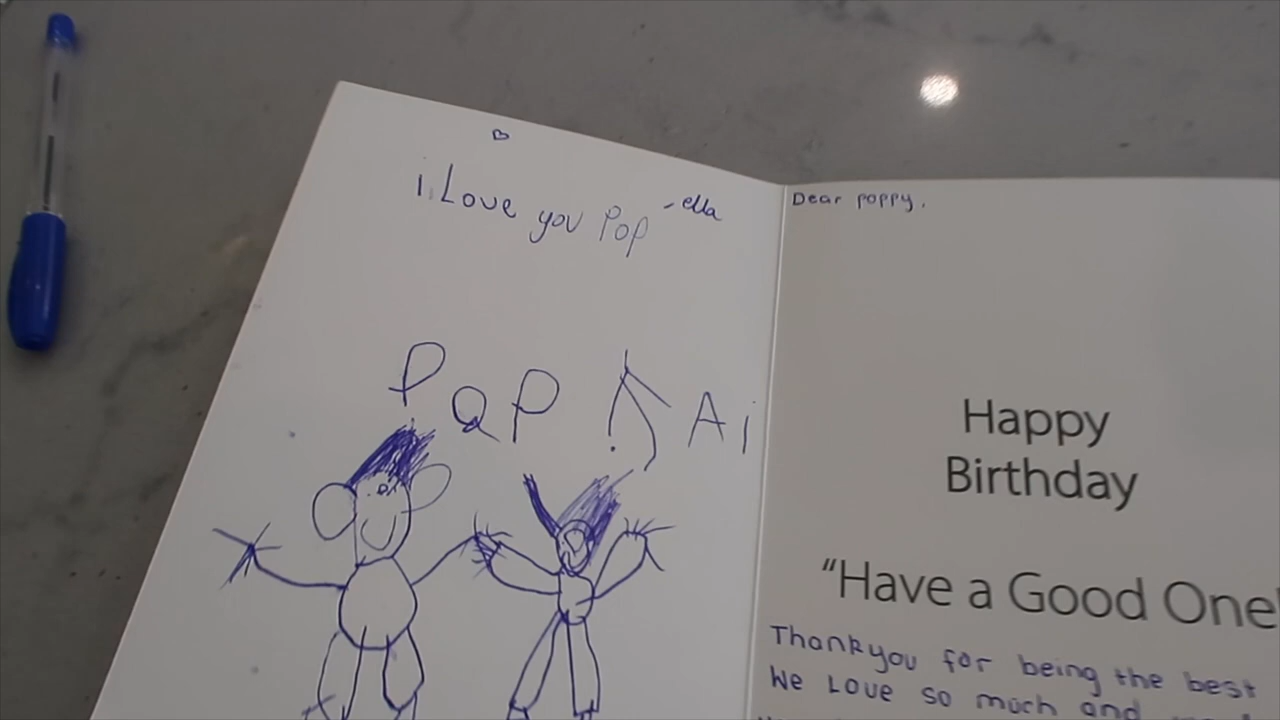 i Love you Pop -ella
POP KAi
Dear poppy,
Happy
Birthday
“Have a Good One
Thankyou for being the best
We Love so much and